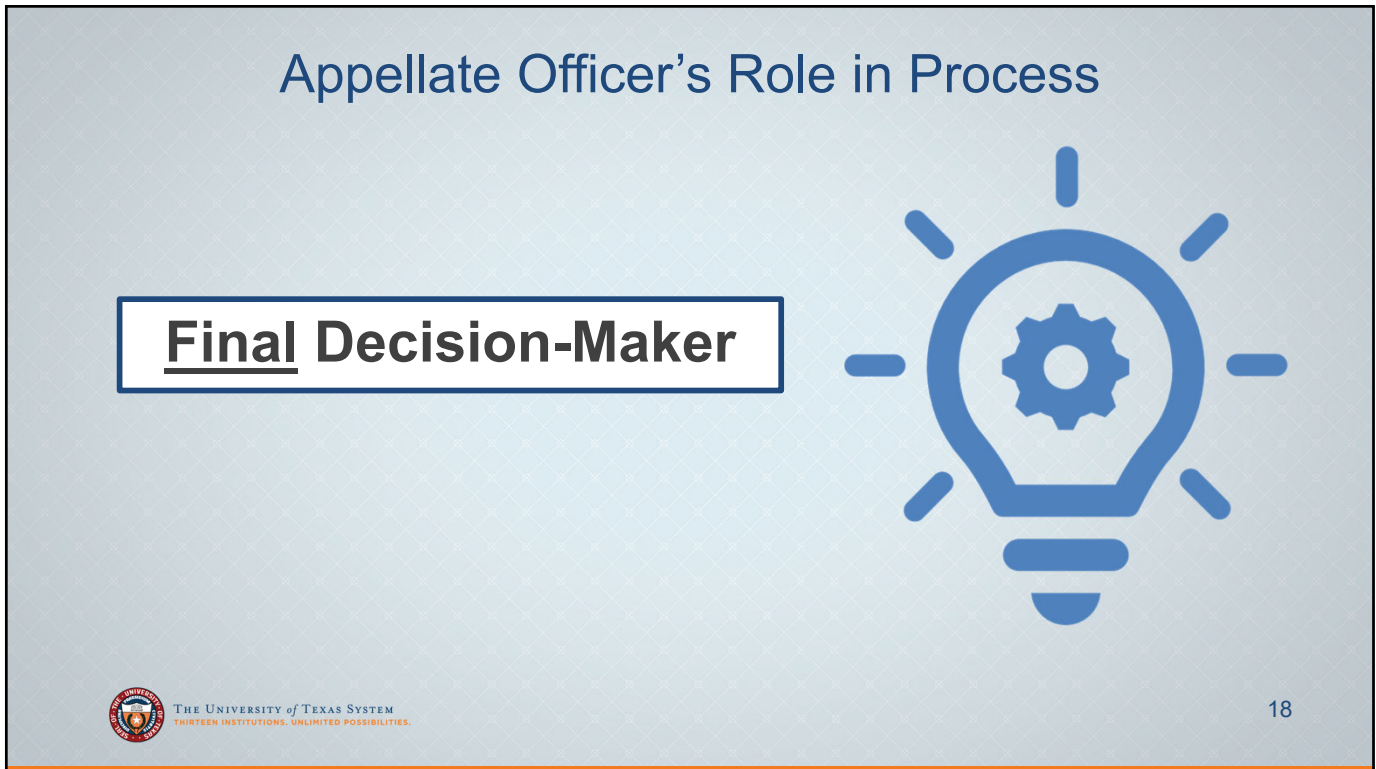 Appellate Officer’s Role in Process
Final Decision-Maker
THE UNIVERSITY of TEXAS SYSTEM
THIRTEEN INSTITUTIONS. UNLIMITED POSSIBILITIES.
18